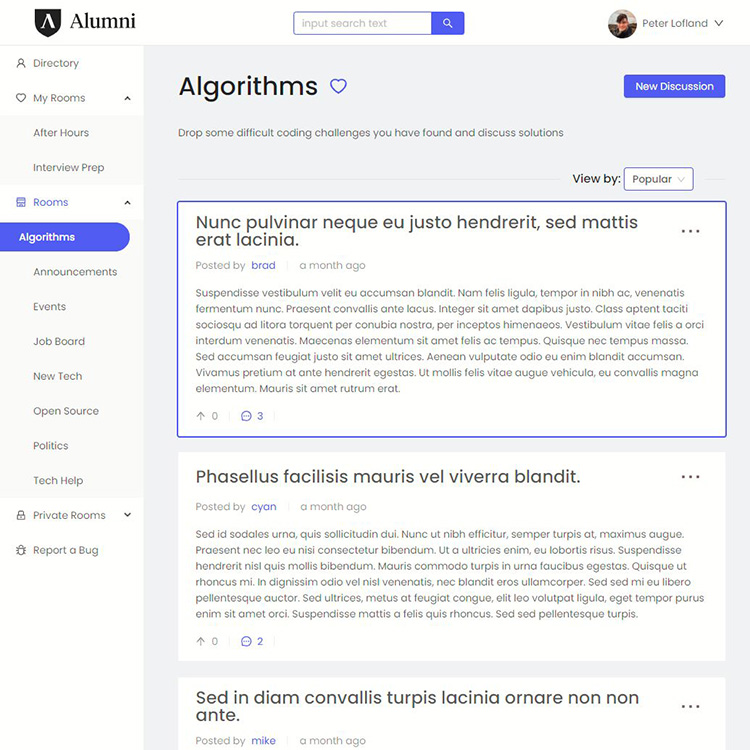 Alumni
input search text
Peter Lofland
Directory
My Rooms
After Hours
Interview Prep
Rooms
Algorithms
Announcements
Events
Job Board
New Tech
Open Source
Politics
Tech Help
Private Rooms
Report a Bug
Algorithms
New Discussion
Drop some difficult coding challenges you have found and discuss solutions
View by: Popular
Nunc pulvinar neque eu justo hendrerit, sed mattis
erat lacinia.
Posted by brad a month ago
Suspendisse vestibulum velit eu accumsan blandit. Nam felis ligula, tempor in nibh ac, venenatis
fermentum nunc. Praesent convallis ante lacus. Integer sit amet dapibus justo. Class aptent taciti
sociosqu ad litora torquent per conubia nostra, per inceptos himenaeos. Vestibulum vitae felis a orci
interdum venenatis. Maecenas elementum sit amet felis ac tempus. Quisque nec tempus massa.
Sed accumsan feugiat justo sit amet ultrices. Aenean vulputate odio eu enim blandit accumsan.
Vivamus pretium at ante hendrerit egestas. Ut mollis felis vitae augue vehicula, eu convallis magna
elementum. Mauris sit amet rutrum erat.
0 3
Phasellus facilisis mauris vel viverra blandit.
Posted by cyan a month ago
Sed id sodales urna, quis sollicitudin dui. Nunc ut nibh efficitur, semper turpis at, maximus augue.
Praesent nec leo eu nisi consectetur bibendum. Ut a ultricies enim, eu lobortis risus. Suspendisse
hendrerit nisl quis mollis bibendum. Mauris commodo turpis in urna faucibus egestas. Quisque ut
rhoncus mi. In dignissim odio vel nisl venenatis, nec blandit eros ullamcorper. Sed sed mi eu libero
pellentesque auctor. Sed ultrices, metus at feugiat congue, elit leo volutpat ligula, eget tempor purus
enim sit amet orci. Suspendisse mattis a felis quis rhoncus. Sed sed pellentesque turpis.
0 2
Sed in diam convallis turpis lacinia ornare non non
ante.
Posted by mike a month ago